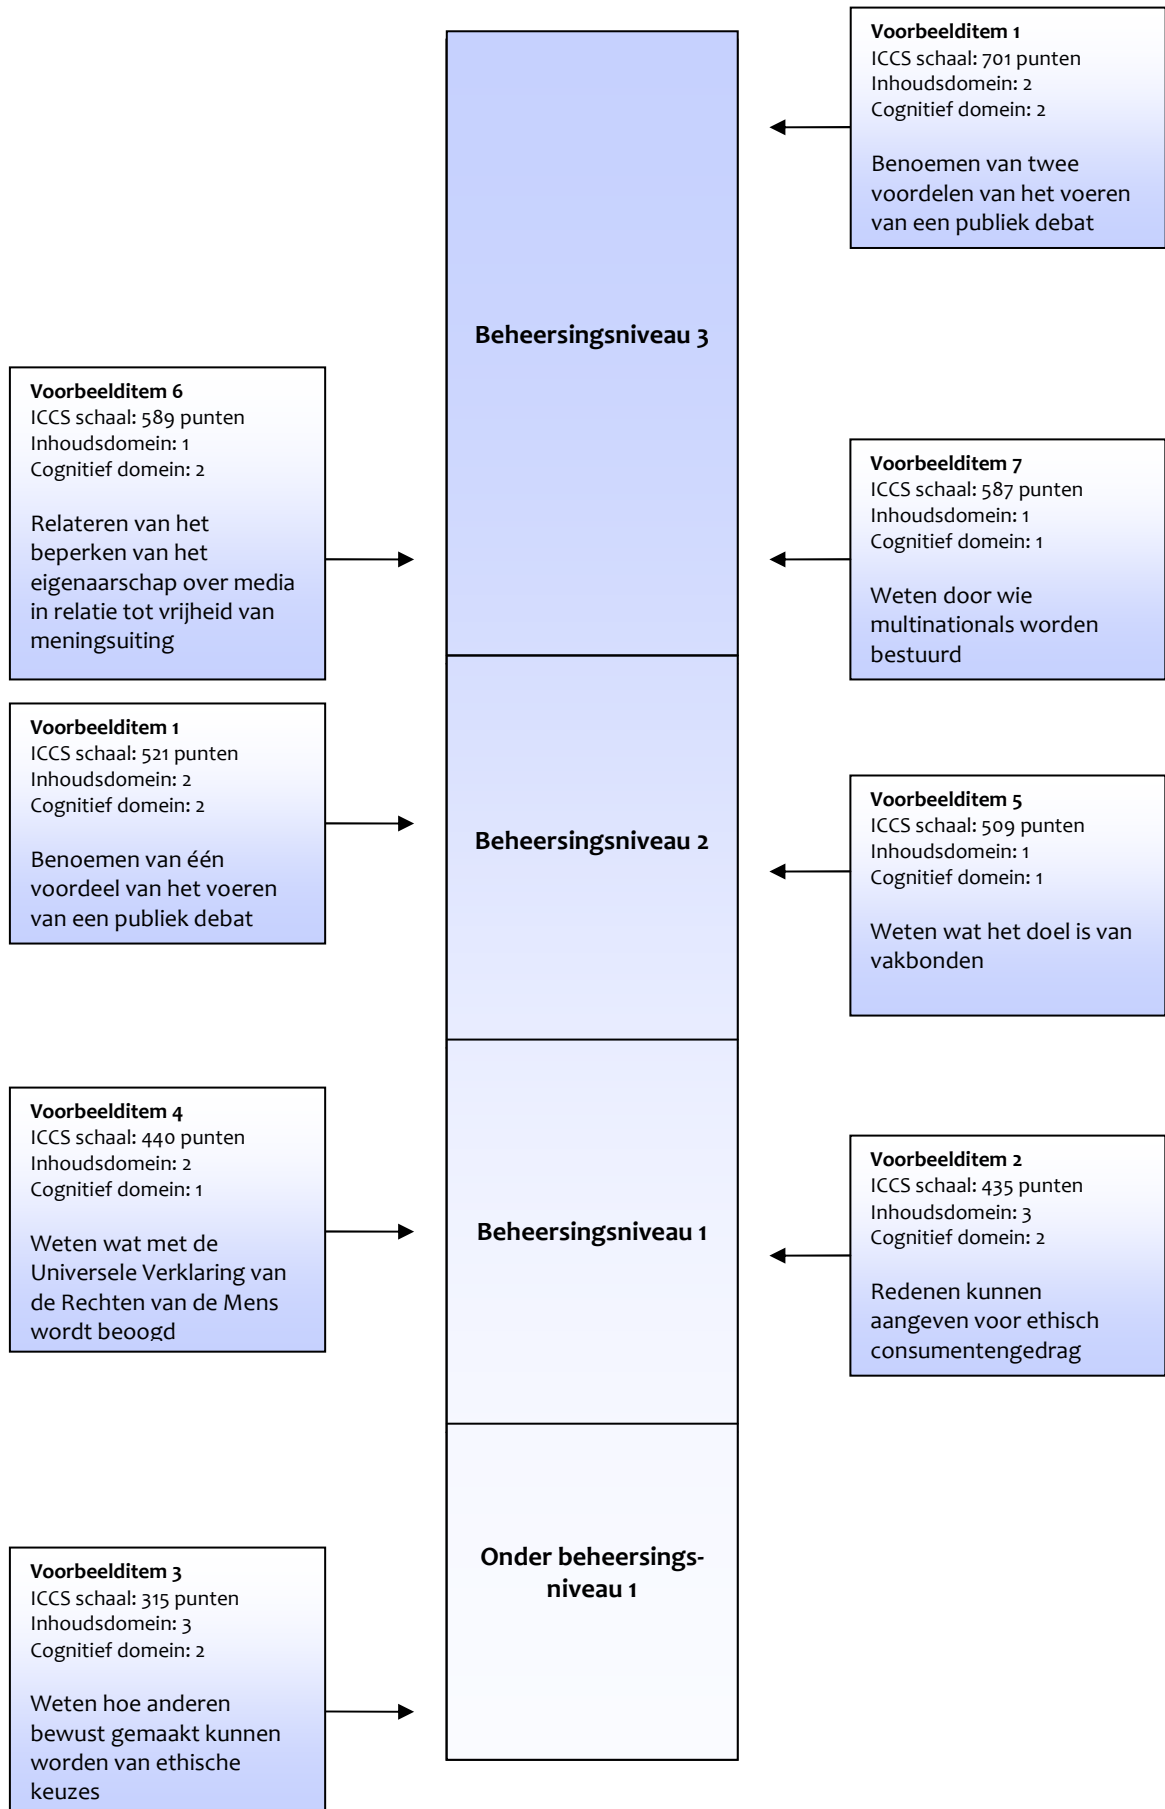 Voorbeelditem 1
ICCS schaal: 701 punten
Inhoudsdomein: 2
Cognitief domein: 2
Benoemen van twee
voordelen van het voeren
van een publiek debat
Beheersingsniveau 3
Voorbeelditem 6
ICCS schaal: 589 punten
Inhoudsdomein: 1
Cognitief domein: 2
Relateren van het
beperken van het
eigenaarschap over media
in relatie tot vrijheid van
meningsuiting
Voorbeelditem 7
ICCS schaal: 587 punten
Inhoudsdomein: 1
Cognitief domein: 1
Weten door wie
multinationals worden
bestuurd
Voorbeelditem 1
ICCS schaal: 521 punten
Inhoudsdomein: 2
Cognitief domein: 2
Benoemen van één
voordeel van het voeren
van een publiek debat
Beheersingsniveau 2
Voorbeelditem 5
ICCS schaal: 509 punten
Inhoudsdomein: 1
Cognitief domein: 1
Weten wat het doel is van
vakbonden
Voorbeelditem 4
ICCS schaal: 440 punten
Inhoudsdomein: 2
Cognitief domein: 1
Weten wat met de
Universele Verklaring van
de Rechten van de Mens
wordt beoogd
Beheersingsniveau 1
Voorbeelditem 2
ICCS schaal: 435 punten
Inhoudsdomein: 3
Cognitief domein: 2
Redenen kunnen
aangeven voor ethisch
consumentengedrag
Onder beheersings-
niveau 1
Voorbeelditem 3
ICCS schaal: 315 punten
Inhoudsdomein: 3
Cognitief domein: 2
Weten hoe anderen
bewust gemaakt kunnen
worden van ethische
keuzes